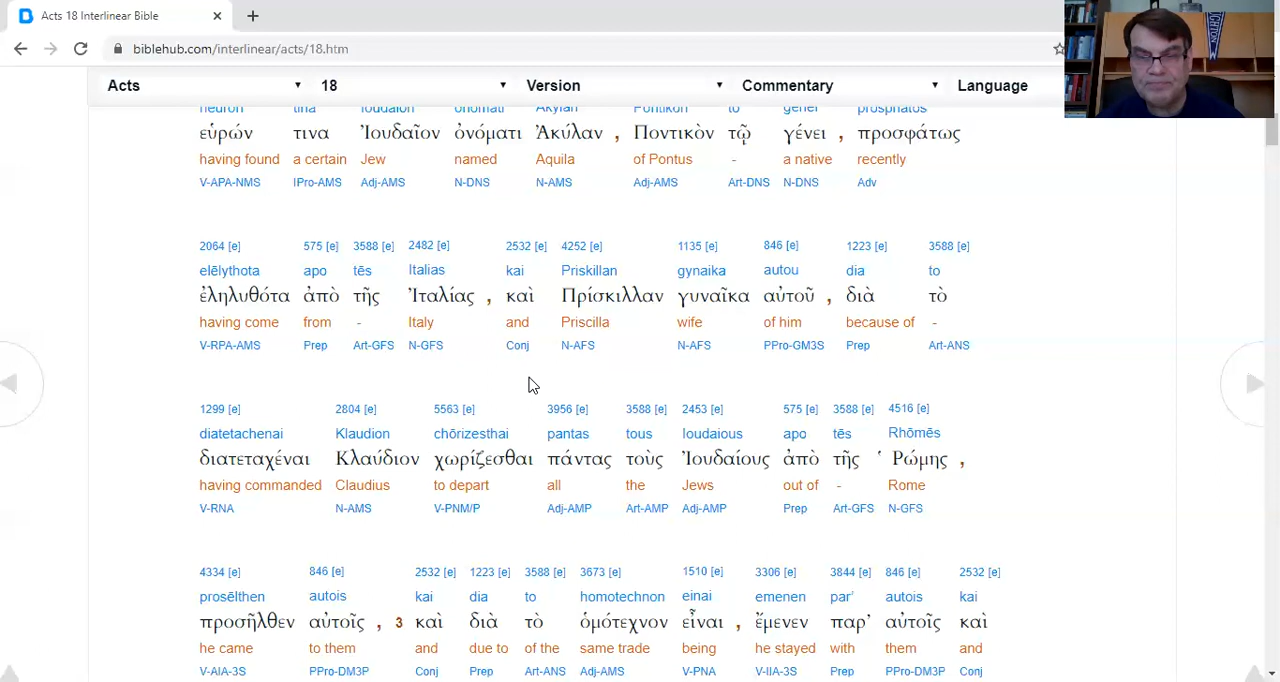 Acts 18 Interlinear Bible
biblehub.com/interlinear/acts/18.htm
Acts 18 Version Commentary Language
heurōn tina Ioudaion onomati Akylan Pontikon tō genei prosphatōs
εὑρών τινα Ἰουδαῖον ὀνόματι Ἀκύλαν , Ποντικὸν τῷ γένει , προσφάτως
having found a certain Jew named Aquila of Pontus - a native recently
V-APA-NMS IPro-AMS Adj-AMS N-DNS N-AMS Adj-AMS Art-DNS N-DNS Adv
2064 [e] 575 [e] 3588 [e] 2482 [e] 2532 [e] 4252 [e] 1135 [e] 846 [e] 1223 [e] 3588 [e]
elēlythota apo tēs Italias kai Priskillan gynaika autou dia to
ἐληλυθότα ἀπὸ τῆς Ἰταλίας , καὶ Πρίσκιλλαν γυναῖκα αὐτοῦ , διὰ τὸ
having come from - Italy and Priscilla wife of him because of -
V-RPA-AMS Prep Art-GFS N-GFS Conj N-AFS N-AFS PPro-GM3S Prep Art-ANS
1299 [e] 2804 [e] 5563 [e] 3956 [e] 3588 [e] 2453 [e] 575 [e] 3588 [e] 4516 [e]
diatetachenai Klaudion chōrizesthai pantas tous Ioudaious apo tēs Rhōmēs
διατεταχέναι Κλαύδιον χωρίζεσθαι πάντας τοὺς Ἰουδαίους ἀπὸ τῆς Ῥώμης ,
having commanded Claudius to depart all the Jews out of - Rome
V-RNA N-AMS V-PNM/P Adj-AMP Art-AMP Adj-AMP Prep Art-GFS N-GFS
4334 [e] 846 [e] 2532 [e] 1223 [e] 3588 [e] 3673 [e] 1510 [e] 3306 [e] 3844 [e] 846 [e] 2532 [e]
prosēlthen autois kai dia to homotechnon einai emenen par’ autois kai
προσῆλθεν αὐτοῖς , 3 καὶ διὰ τὸ ὁμότεχνον εἶναι , ἔμενεν παρ’ αὐτοῖς καὶ
he came to them and due to of the same trade being he stayed with them and
V-AIA-3S PPro-DM3P Conj Prep Art-ANS Adj-AMS V-PNA V-IIA-3S Prep PPro-DM3P Conj